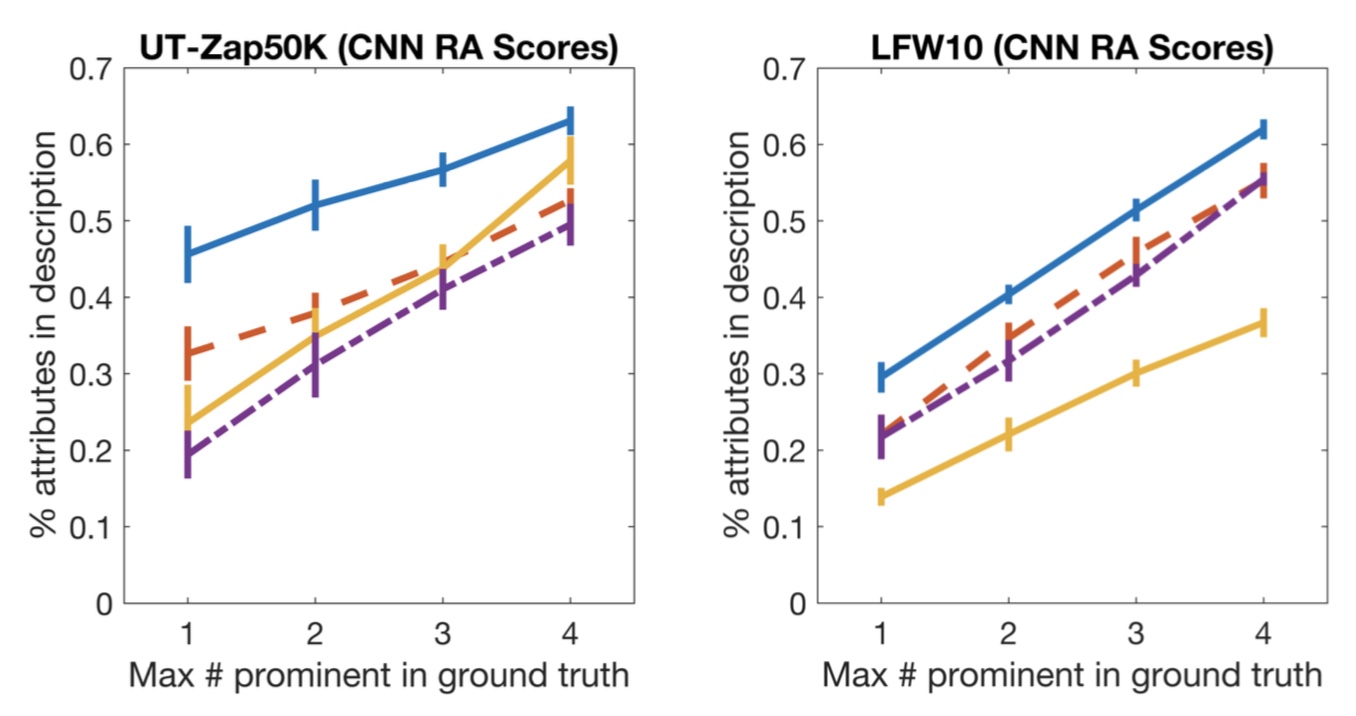 UT-Zap50K (CNN RA Scores)
0.7
0.6
0.5
0.4
0.3
0.2
0.1
0
% attributes in description
1 2 3 4
Max # prominent in ground truth
LFW10 (CNN RA Scores)
0.7
0.6
0.5
0.4
0.3
0.2
0.1
0
% attributes in description
1 2 3 4
Max # prominent in ground truth